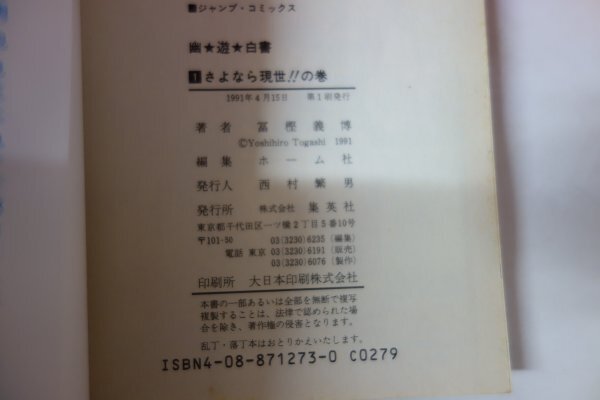 ■ジャンプ・コミックス
幽★遊★白書
1 さよなら現世!!の巻
1991年4月15日 第1刷発行
著者 冨樫義博
©Yoshihiro Togashi 1991
編集 ホーム社
発行人 西村繁男
発行所 株式会社 集英社
東京都千代田区一ツ橋2丁目5番10号
〒101-50 03(3230)6235(編集)
電話 東京 03(3230)6191(販売)
03(3230)6076(製作)
印刷所 大日本印刷株式会社
本書の一部あるいは全部を無断で複写
複製することは、法律で認められた場
合を除き、著作権の侵害となります。
乱丁・落丁本はおとりかえいたします。
ISBN4-08-871273-0 C0279